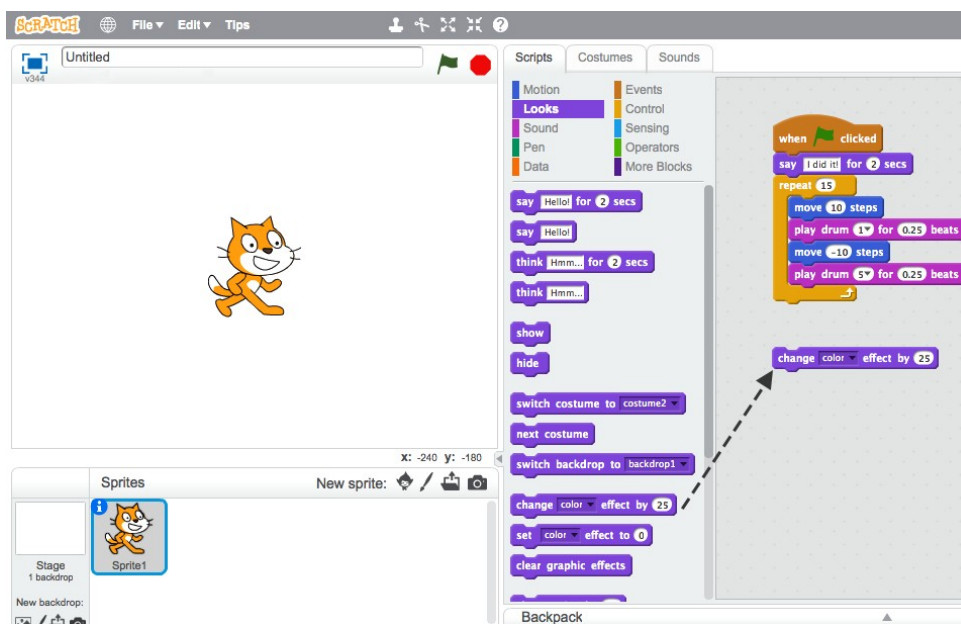 SCRATCH File Edit Tips
v344
Untitled
X: -240 y: -180
Sprites New sprite:
Sprite1
Stage
1 backdrop
New backdrop:
Scripts Costumes Sounds
Motion Events
Looks Control
Sound Sensing
Pen Operators
Data More Blocks
say Hello! for 2 secs
say Hello!
think Hmm... for 2 secs
think Hmm...
show
hide
switch costume to costume2
next costume
switch backdrop to backdrop1
change color effect by 25
set color effect to 0
clear graphic effects
when clicked
say I did it! for 2 secs
repeat 15
move 10 steps
play drum 1 for 0.25 beats
move -10 steps
play drum 5 for 0.25 beats
change color effect by 25
Backpack